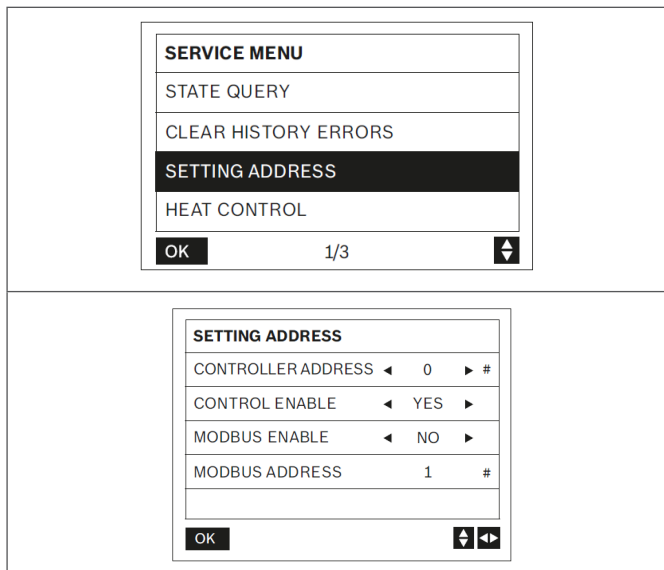 SERVICE MENU
STATE QUERY
CLEAR HISTORY ERRORS
SETTING ADDRESS
HEAT CONTROL
OK 1/3
SETTING ADDRESS
CONTROLLER ADDRESS ◀ 0 ▶ #
CONTROL ENABLE ◀ YES ▶
MODBUS ENABLE ◀ NO ▶
MODBUS ADDRESS 1 #
OK